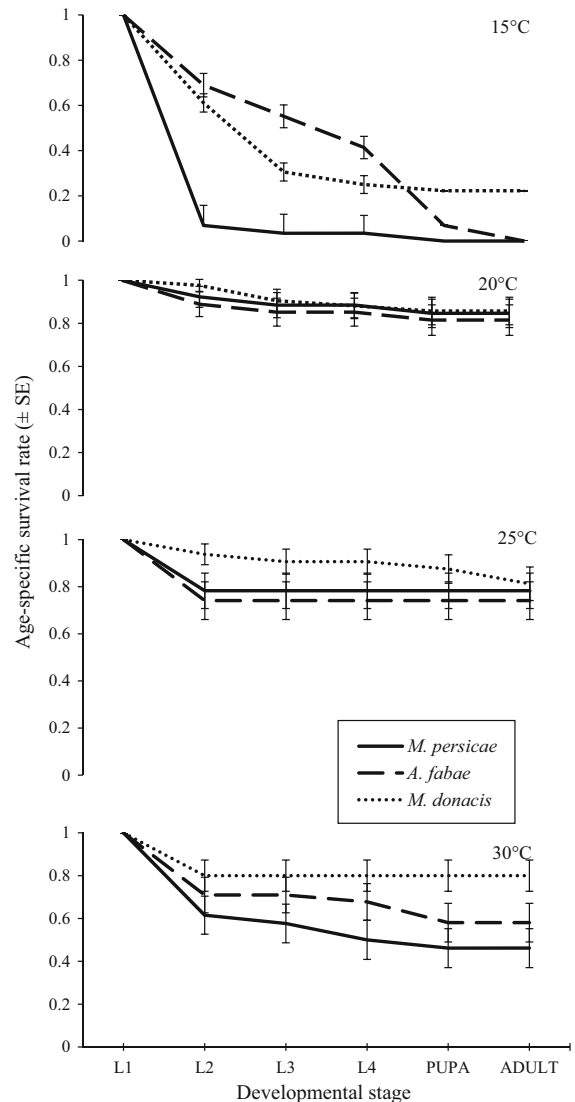 15°C
1
0.8
0.6
0.4
0.2
0
20°C
1
0.8
0.6
0.4
0.2
0
Age-specific survival rate (± SE)
25°C
1
0.8
0.6
0.4
0.2
0
M. persicae
A. fabae
M. donacis
30°C
1
0.8
0.6
0.4
0.2
0
L1 L2 L3 L4 PUPA ADULT
Developmental stage